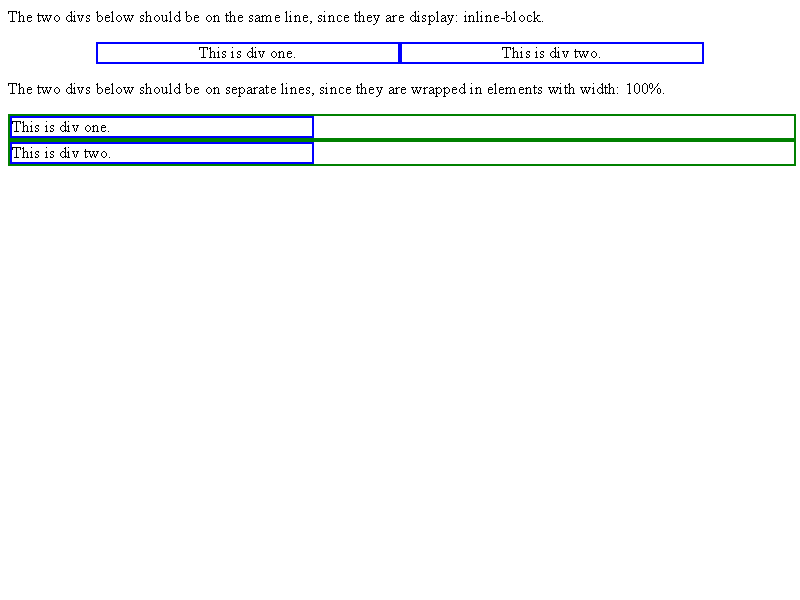 The two divs below should be on the same line, since they are display: inline-block.
This is div one. This is div two.
The two divs below should be on separate lines, since they are wrapped in elements with width: 100%.
This is div one.
This is div two.